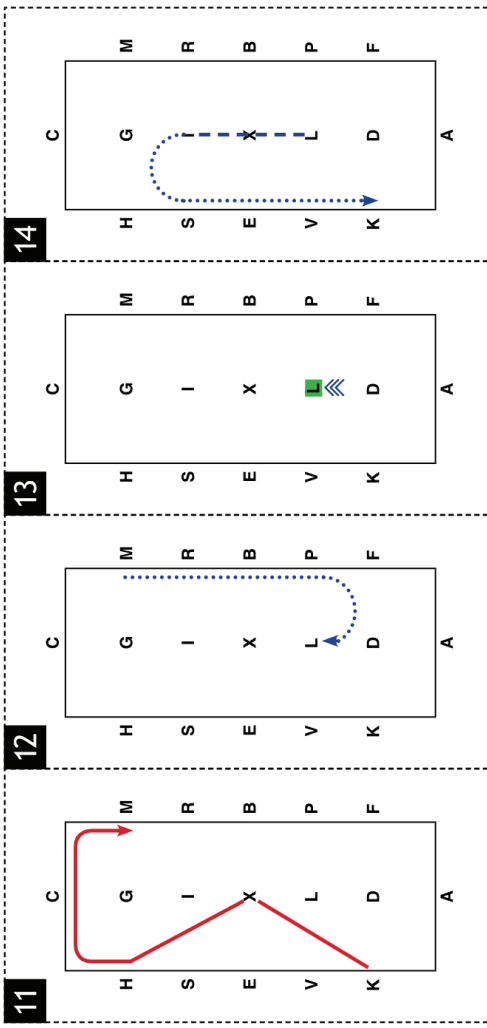 11
C
H G M
S I R
E X B
V L P
K D F
A
12
C
H G M
S I R
E X B
V L P
K D F
A
13
C
H G M
S I R
E X B
V L P
K D F
A
14
C
H G M
S I R
E X B
V L P
K D F
A